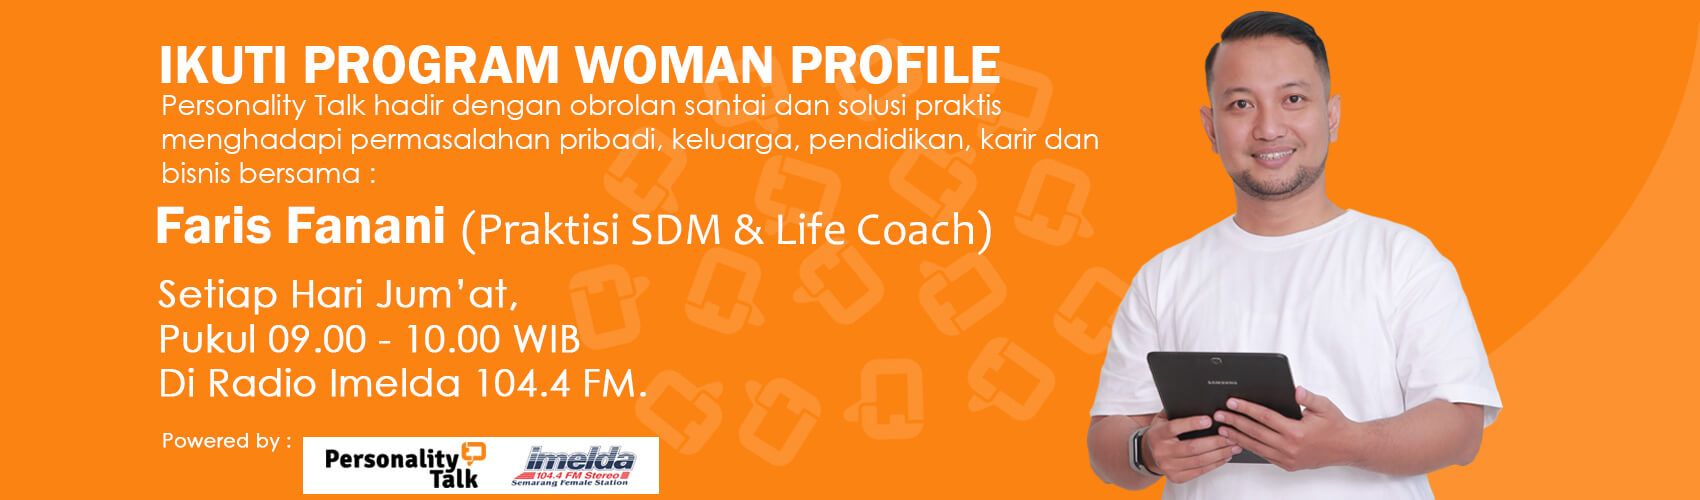 IKUTI PROGRAM WOMAN PROFILE
Personality Talk hadir dengan obrolan santai dan solusi praktis
menghadapi permasalahan pribadi, keluarga, pendidikan, karir dan
bisnis bersama :
Faris Fanani (Praktisi SDM & Life Coach)
Setiap Hari Jum’at,
Pukul 09.00 - 10.00 WIB
Di Radio Imelda 104.4 FM.
Powered by :
Personality
Talk
imelda
104.4 FM Stereo
Semarang Female Station
SAMSUNG